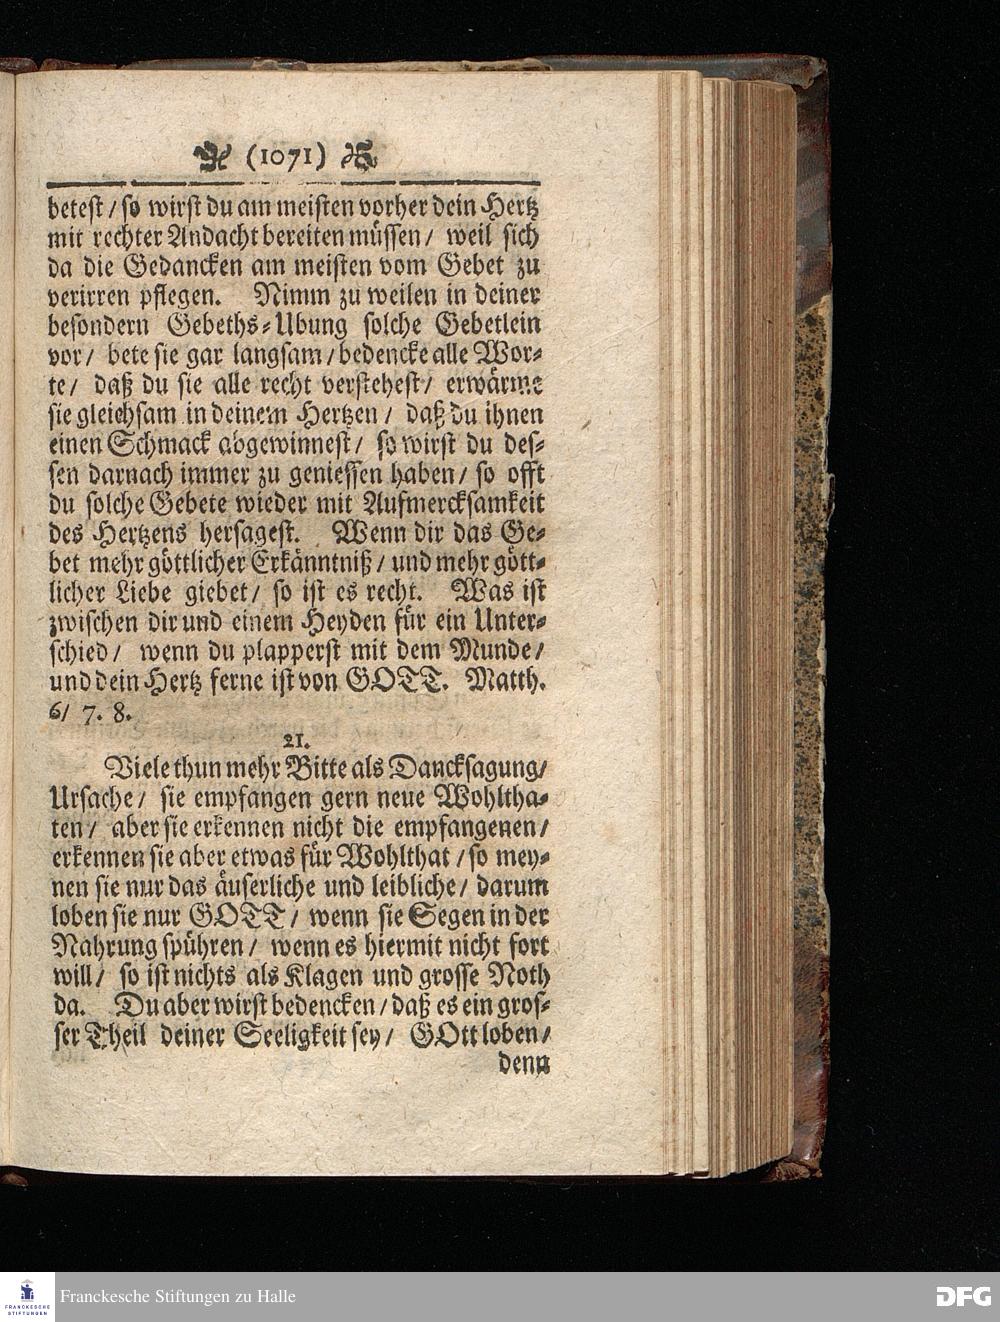 (1071)
betest / so wirst du am meisten vorher dein Hertz
mit rechter Andacht bereiten müssen / weil sich
da die Gedancken am meisten vom Gebet zu
verirren pflegen. Nimm zu weilen in deiner
besondern Gebeths-Ubung solche Gebetlein
vor / bete sie gar langsam / bedencke alle Wor-
te / daß du sie alle recht verstehest / erwärme
sie gleichsam in deinem Hertzen / daß du ihnen
einen Schmack abgewinnest / so wirst du des-
sen darnach immer zu geniessen haben / so offt
du solche Gebete wieder mit Aufmercksamkeit
des Hertzens hersagest. Wenn dir das Ge-
bet mehr göttlicher Erkänntniß / und mehr gött-
licher Liebe giebet / so ist es recht. Was ist
zwischen dir und einem Heyden für ein Unter-
schied / wenn du plapperst mit dem Munde /
und dein Hertz ferne ist von GOTT. Matth.
6/ 7. 8.
21.
Viele thun mehr Bitte als Dancksagung /
Ursache / sie empfangen gern neue Wohltha-
ten / aber sie erkennen nicht die empfangenen /
erkennen sie aber etwas für Wohlthat / so mey-
nen sie nur das äuserliche und leibliche / darum
loben sie nur GOTT / wenn sie Segen in der
Nahrung spühren / wenn es hiermit nicht fort
will / so ist nichts als Klagen und grosse Noth
da. Du aber wirst bedencken / daß es ein gros-
ser Theil deiner Seeligkeit sey / GOtt loben /
denn
FRANCKESCHE
STIFTUNGEN
Franckesche Stiftungen zu Halle
DFG